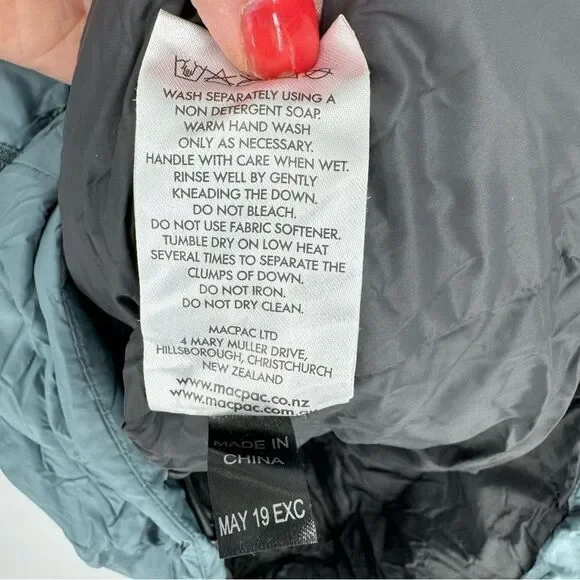 WASH SEPARATELY USING A
NON DETERGENT SOAP.
WARM HAND WASH
ONLY AS NECESSARY.
HANDLE WITH CARE WHEN WET.
RINSE WELL BY GENTLY
KNEADING THE DOWN.
DO NOT BLEACH.
DO NOT USE FABRIC SOFTENER.
TUMBLE DRY ON LOW HEAT
SEVERAL TIMES TO SEPARATE THE
CLUMPS OF DOWN.
DO NOT IRON.
DO NOT DRY CLEAN.
MACPAC LTD
4 MARY MULLER DRIVE,
HILLSBOROUGH, CHRISTCHURCH
NEW ZEALAND
www.macpac.co.nz
www.macpac.com.au
MADE IN
CHINA
MAY 19 EXC